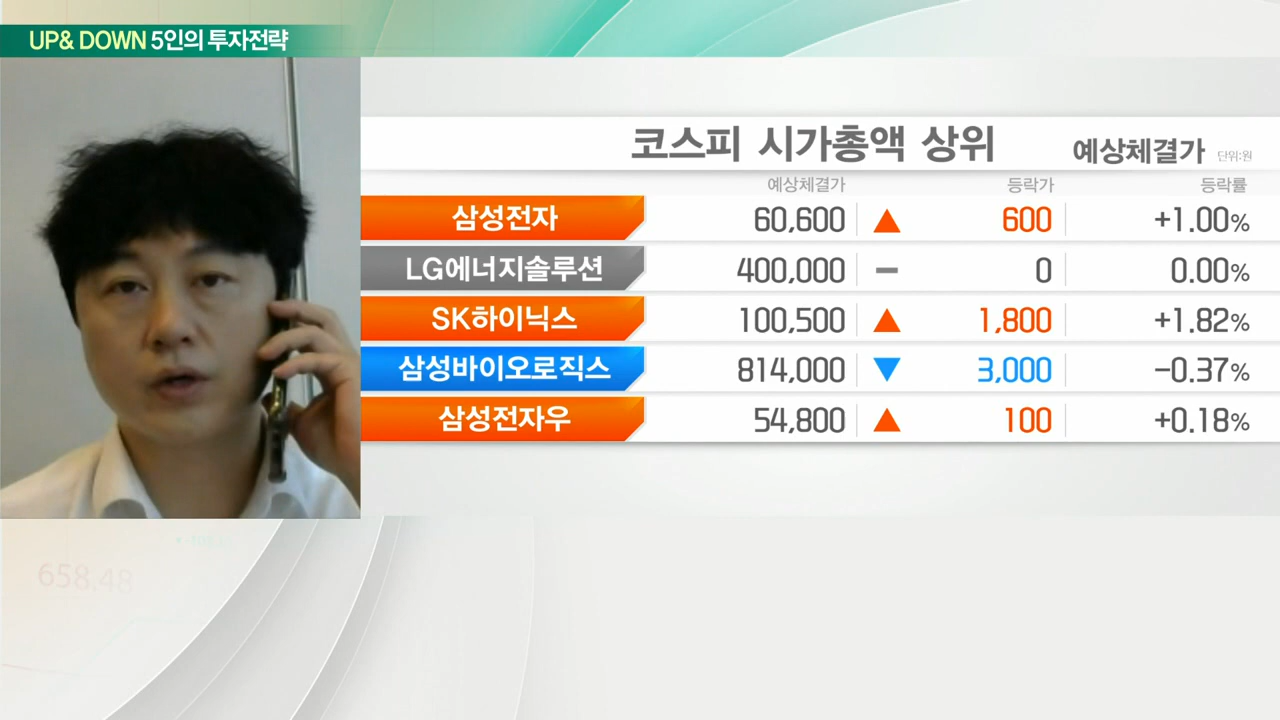 UP& DOWN 5인의 투자전략
코스피 시가총액 상위 예상체결가 단위:원
예상체결가 등락가 등락률
삼성전자 60,600 ▲ 600 +1.00%
LG에너지솔루션 400,000 − 0 0.00%
SK하이닉스 100,500 ▲ 1,800 +1.82%
삼성바이오로직스 814,000 ▼ 3,000 −0.37%
삼성전자우 54,800 ▲ 100 +0.18%
658.48